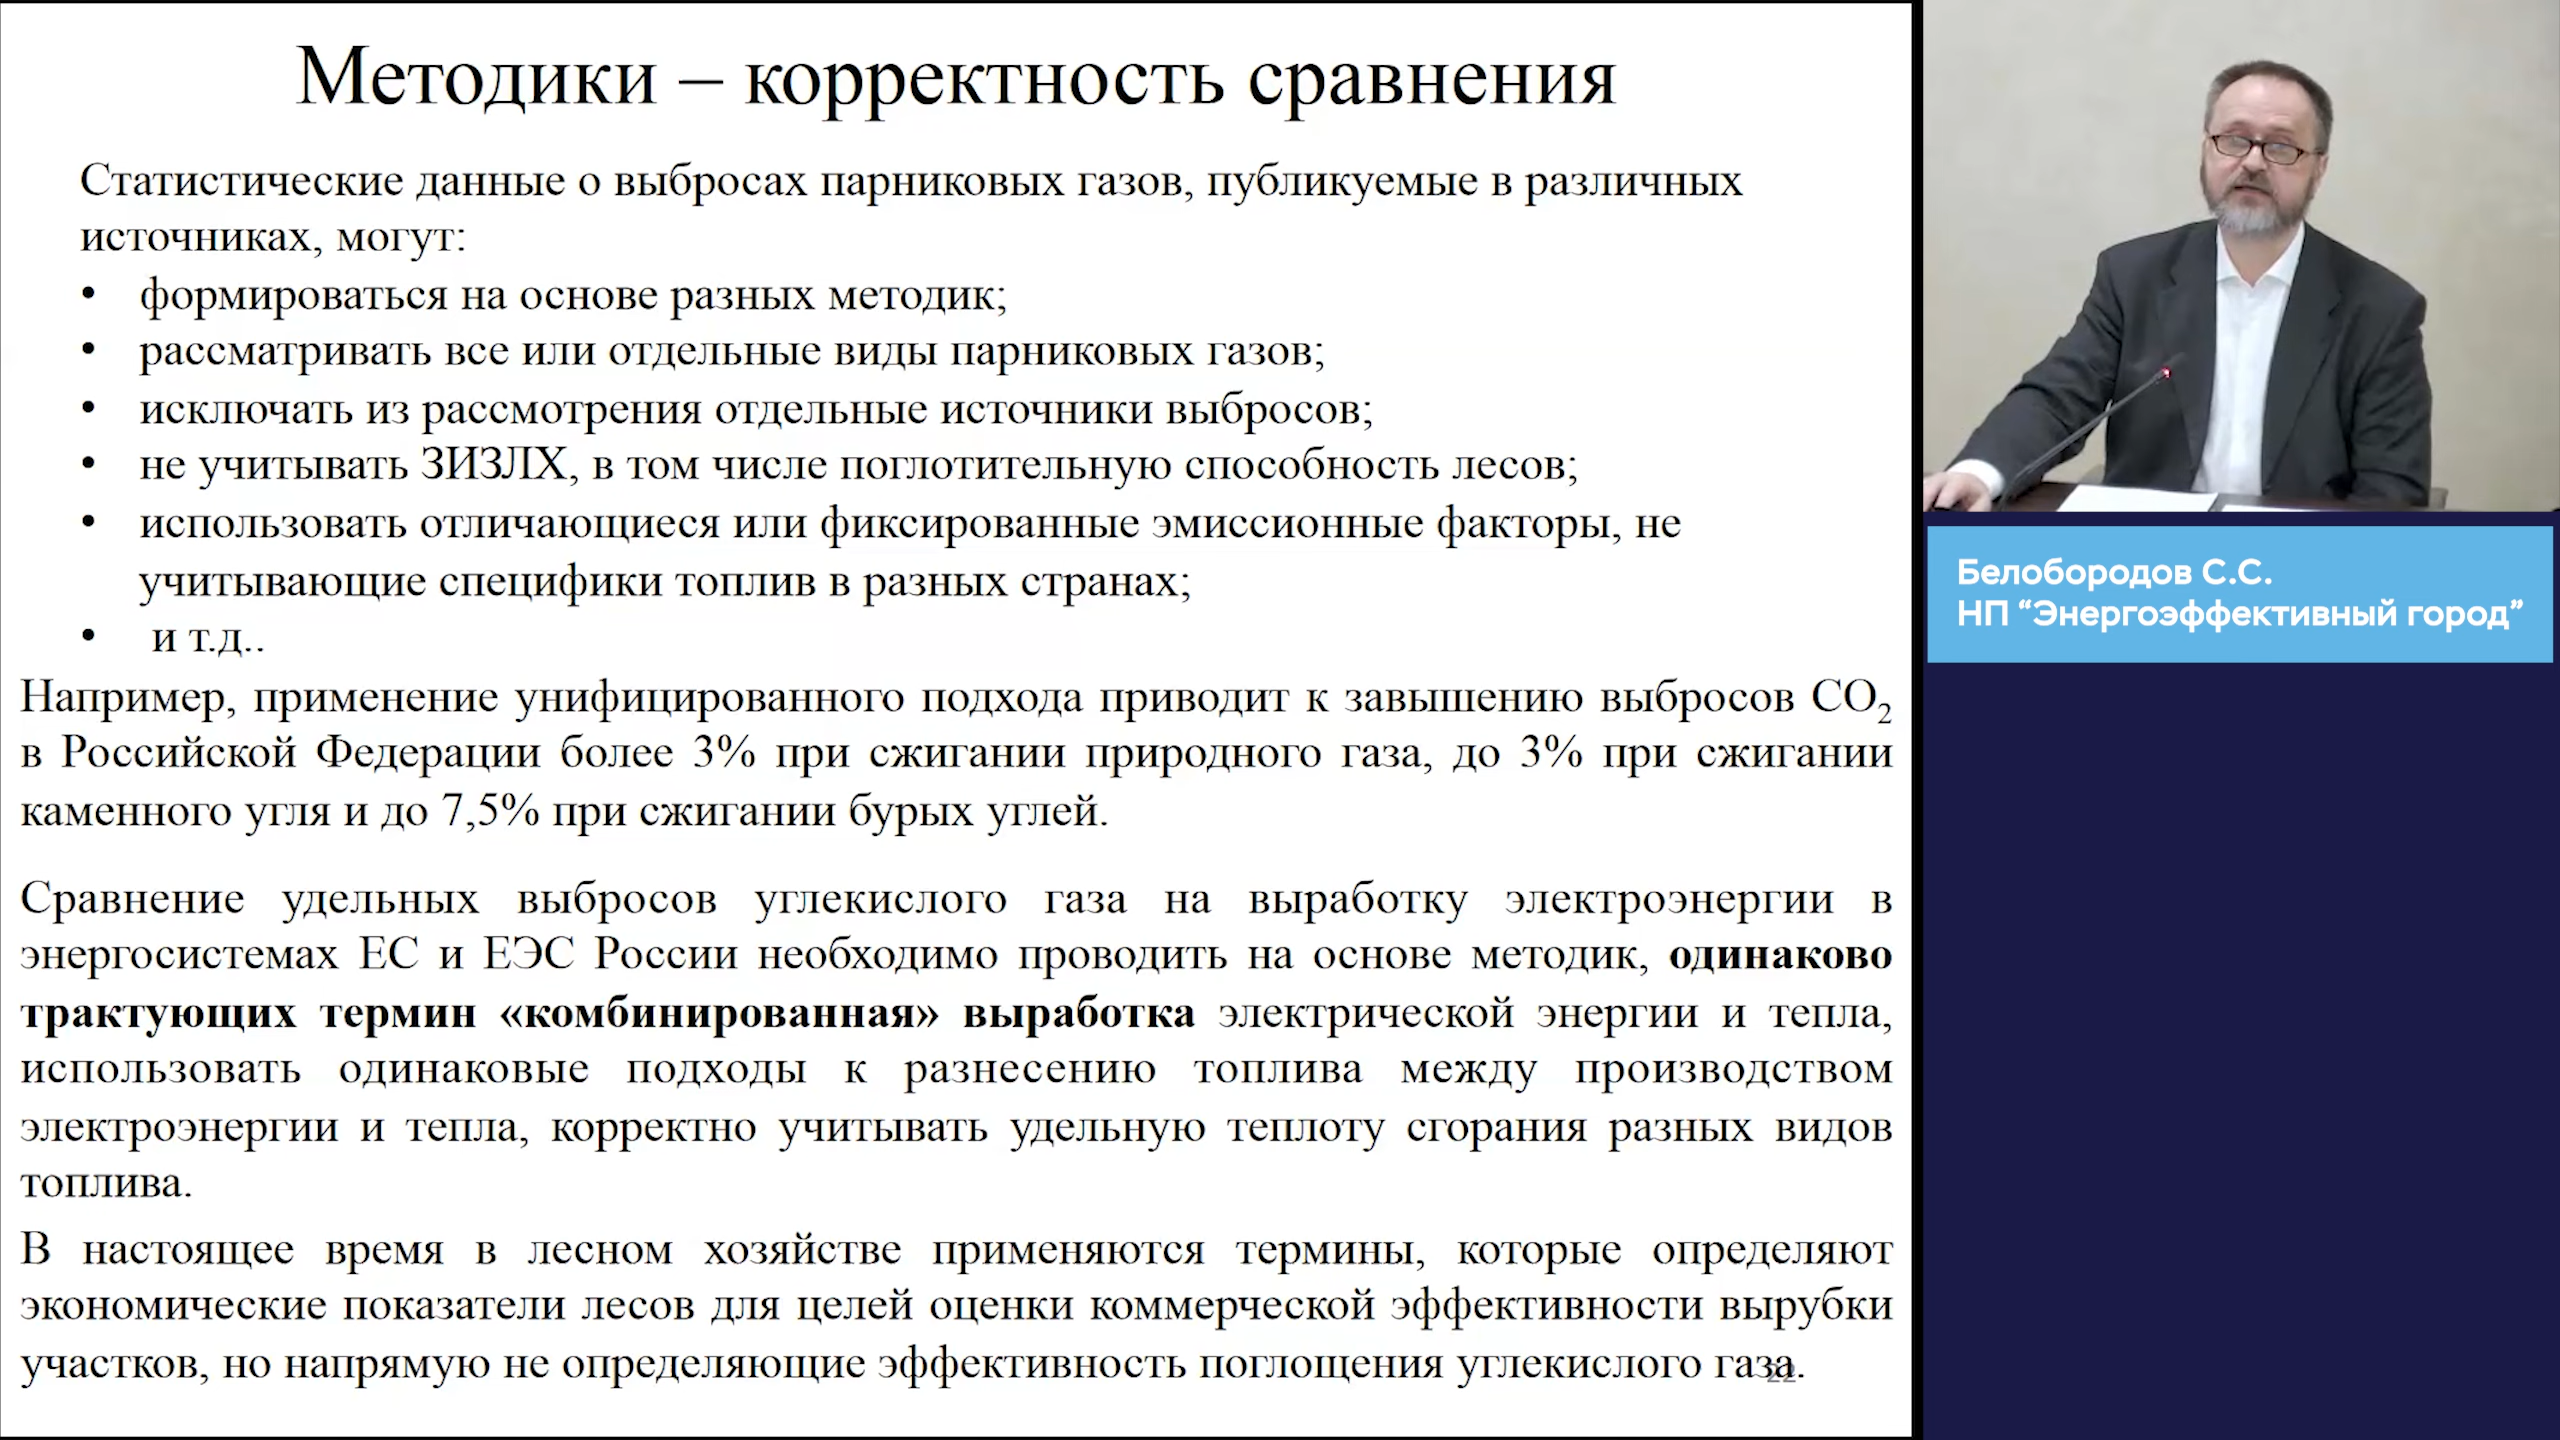 Методики – корректность сравнения
Статистические данные о выбросах парниковых газов, публикуемые в различных
источниках, могут:
• формироваться на основе разных методик;
• рассматривать все или отдельные виды парниковых газов;
• исключать из рассмотрения отдельные источники выбросов;
• не учитывать ЗИЗЛХ, в том числе поглотительную способность лесов;
• использовать отличающиеся или фиксированные эмиссионные факторы, не
учитывающие специфики топлив в разных странах;
• и т.д..
Например, применение унифицированного подхода приводит к завышению выбросов СО2
в Российской Федерации более 3% при сжигании природного газа, до 3% при сжигании
каменного угля и до 7,5% при сжигании бурых углей.
Сравнение удельных выбросов углекислого газа на выработку электроэнергии в
энергосистемах ЕС и ЕЭС России необходимо проводить на основе методик, одинаково
трактующих термин «комбинированная» выработка электрической энергии и тепла,
использовать одинаковые подходы к разнесению топлива между производством
электроэнергии и тепла, корректно учитывать удельную теплоту сгорания разных видов
топлива.
В настоящее время в лесном хозяйстве применяются термины, которые определяют
экономические показатели лесов для целей оценки коммерческой эффективности вырубки
участков, но напрямую не определяющие эффективность поглощения углекислого газа.
22
Белобородов С.С.
НП “Энергоэффективный город”